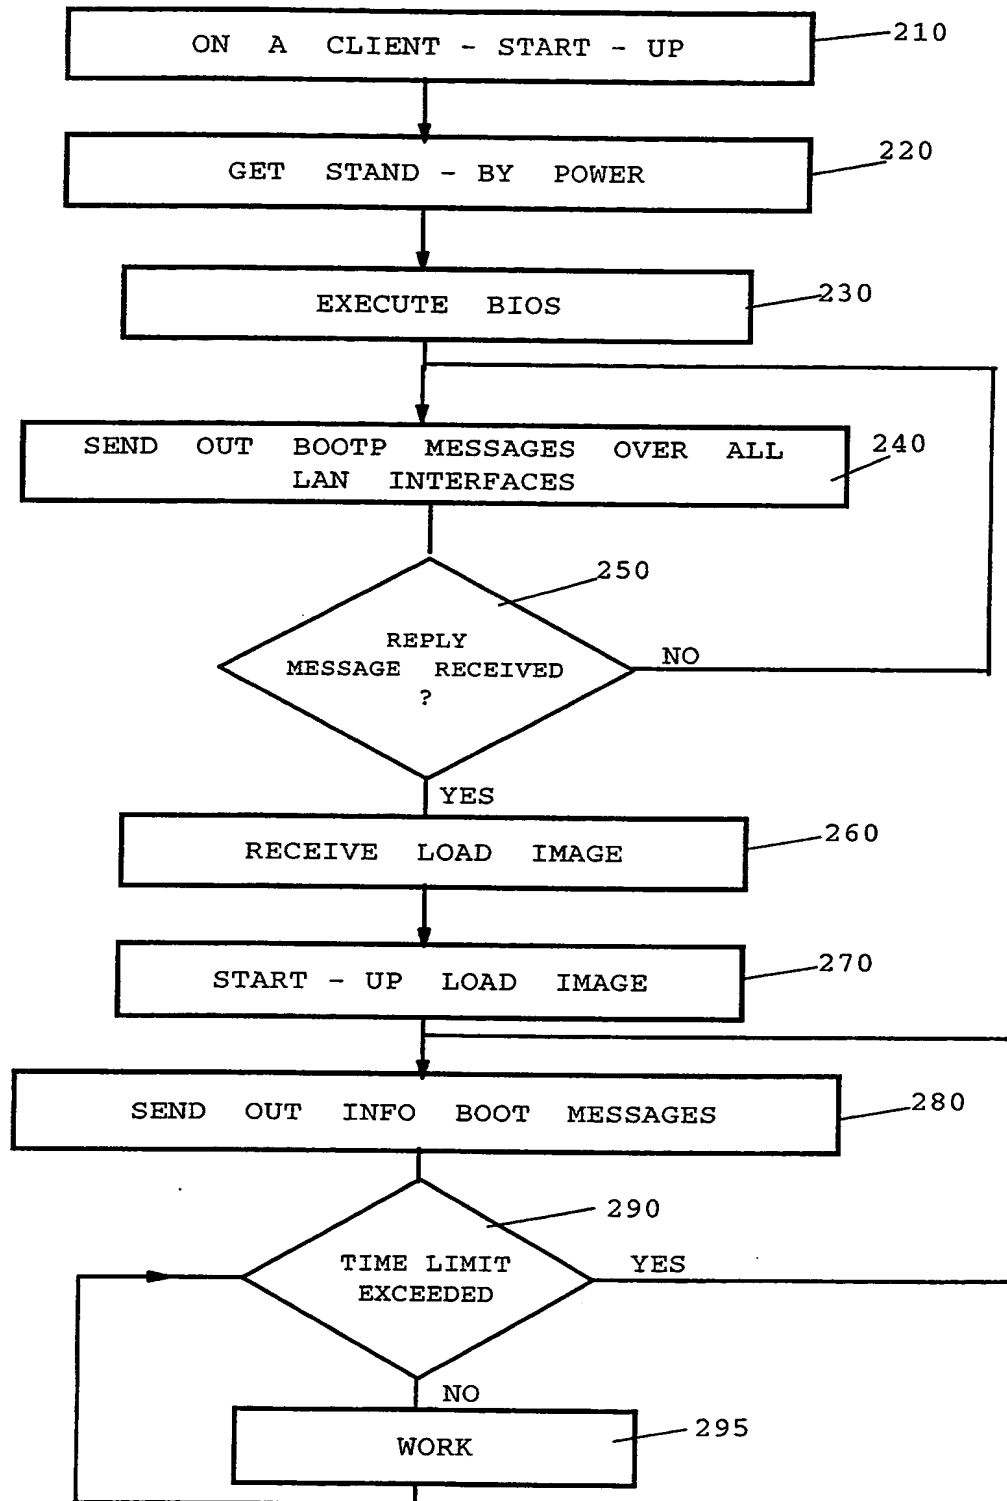 ON A CLIENT - START - UP
210
GET STAND - BY POWER
220
EXECUTE BIOS
230
SEND OUT BOOTP MESSAGES OVER ALL
LAN INTERFACES
240
250
REPLY
MESSAGE RECEIVED
?
NO
YES
RECEIVE LOAD IMAGE
260
START - UP LOAD IMAGE
270
SEND OUT INFO BOOT MESSAGES
280
290
TIME LIMIT
EXCEEDED
YES
NO
WORK
295